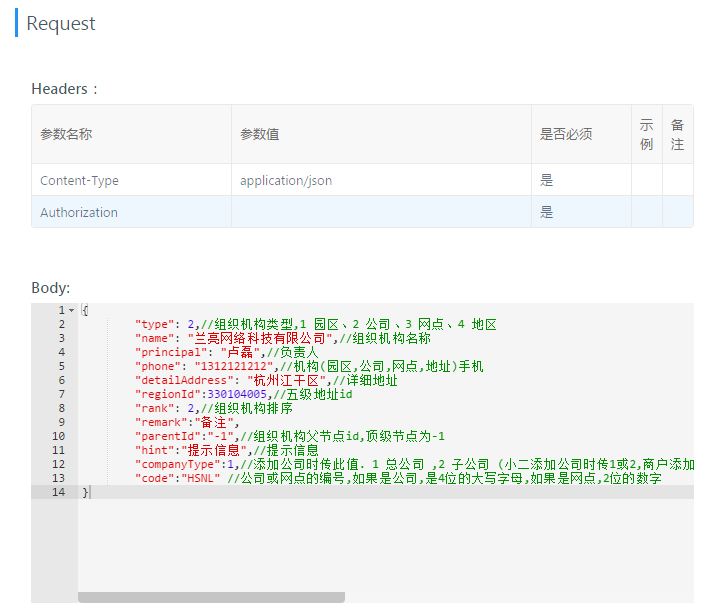 Request
Headers：
参数名称 参数值 是否必须 示例 备注
Content-Type application/json 是
Authorization 是
Body:
1 {
2 "type": 2,//组织机构类型,1 园区、2 公司、3 网点、4 地区
3 "name": "兰亮网络科技有限公司",//组织机构名称
4 "principal": "卢磊",//负责人
5 "phone": "1312121212",//机构(园区,公司,网点,地址)手机
6 "detailAddress": "杭州江干区",//详细地址
7 "regionId":330104005,//五级地址id
8 "rank": 2,//组织机构排序
9 "remark":"备注",
10 "parentId":"-1",//组织机构父节点id,顶级节点为-1
11 "hint":"提示信息",//提示信息
12 "companyType":1,//添加公司时传此值. 1 总公司 ,2 子公司 (小二添加公司时传1或2,商户添加
13 "code":"HSNL" //公司或网点的编号,如果是公司,是4位的大写字母,如果是网点,2位的数字
14 }